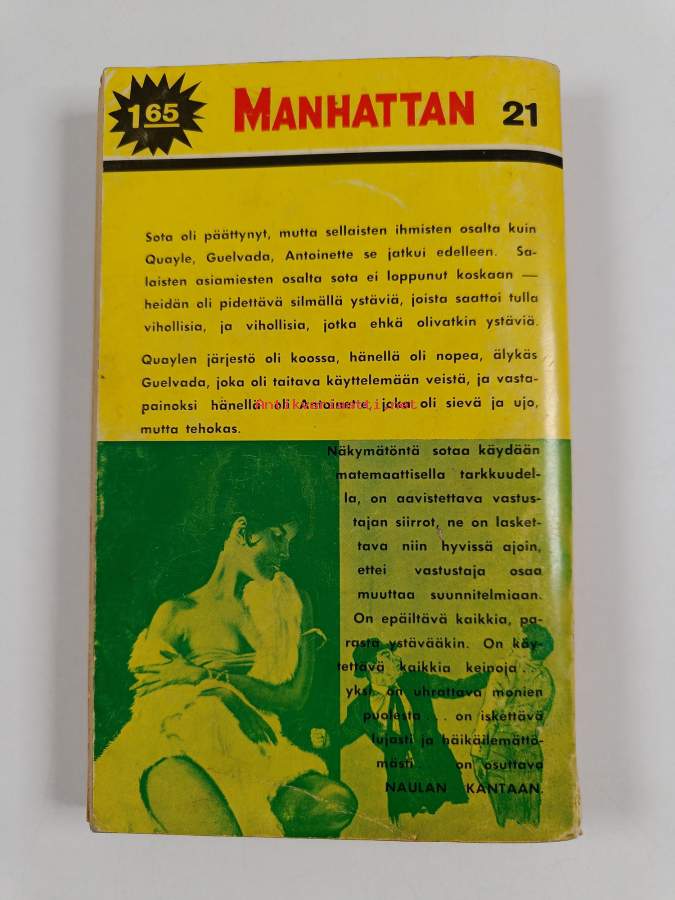 165 MANHATTAN 21
Sota oli päättynyt, mutta sellaisten ihmisten osalta kuin
Quayle, Guelvada, Antoinette se jatkui edelleen. Sa-
laisten asiamiesten osalta sota ei loppunut koskaan —
heidän oli pidettävä silmällä ystäviä, joista saattoi tulla
vihollisia, ja vihollisia, jotka ehkä olivatkin ystäviä.
Quaylen järjestö oli koossa, hänellä oli nopea, älykäs
Guelvada, joka oli taitava käyttelemään veistä, ja vasta-
painoksi hänellä oli Antoinette, joka oli sievä ja ujo,
Antikvariaatti.net
mutta tehokas.
Näkymätöntä sotaa käydään
matemaattisella tarkkuudel-
la, on aavistettava vastus-
tajan siirrot, ne on lasket-
tava niin hyvissä ajoin,
ettei vastustaja osaa
muuttaa suunnitelmiaan.
On epäiltävä kaikkia, pa-
rasta ystävääkin. On käy-
tettävä kaikkia keinoja...
yksi on uhrattava monien
puolesta... on iskettävä
lujasti ja häikäilemättö-
mästi... on osuttava
NAULAN KANTAAN.